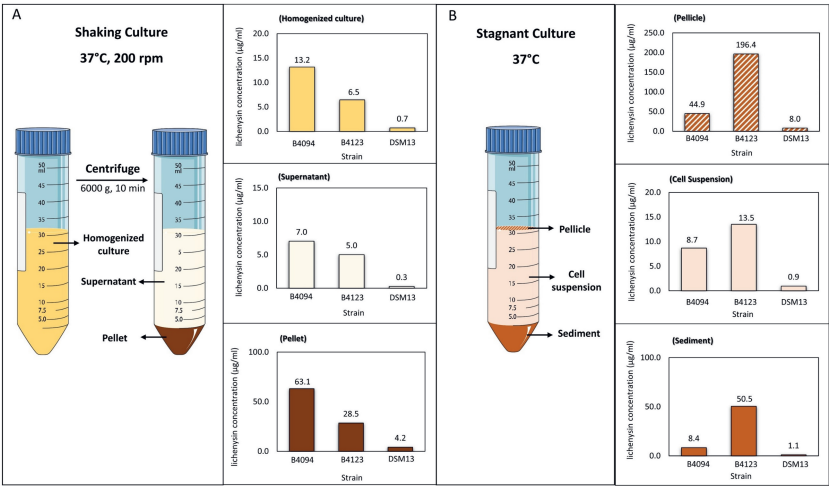 A
Shaking Culture
37°C, 200 rpm
Centrifuge
6000 g, 10 min
50
ml
45
40
35
30
25
20
15
10
7.5
5.0
50
ml
45
40
35
30
25
20
15
10
7.5
5.0
Homogenized
culture
Supernatant
Pellet
(Homogenized culture)
lichenysin concentration (µg/ml)
20.0
15.0
10.0
5.0
0.0
13.2
6.5
0.7
B4094 B4123 DSM13
Strain
(Supernatant)
lichenysin concentration (µg/ml)
15.0
10.0
5.0
0.0
7.0
5.0
0.3
B4094 B4123 DSM13
Strain
(Pellet)
lichenysin concentration (µg/ml)
100.0
50.0
0.0
63.1
28.5
4.2
B4094 B4123 DSM13
Strain
B
Stagnant Culture
37°C
50
ml
45
40
35
30
25
20
15
10
7.5
5.0
Pellicle
Cell
suspension
Sediment
(Pellicle)
lichenysin concentration (µg/ml)
250.0
200.0
150.0
100.0
50.0
0.0
44.9
196.4
8.0
B4094 B4123 DSM13
Strain
(Cell Suspension)
lichenysin concentration (µg/ml)
20.0
15.0
10.0
5.0
0.0
8.7
13.5
0.9
B4094 B4123 DSM13
Strain
(Sediment)
lichenysin concentration (µg/ml)
100.0
50.0
0.0
8.4
50.5
1.1
B4094 B4123 DSM13
Strain